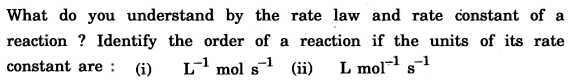 What do you understand by the rate law and rate constant of a
reaction ? Identify the order of a reaction if the units of its rate
constant are : (i) L⁻¹ mol s⁻¹ (ii) L mol⁻¹ s⁻¹